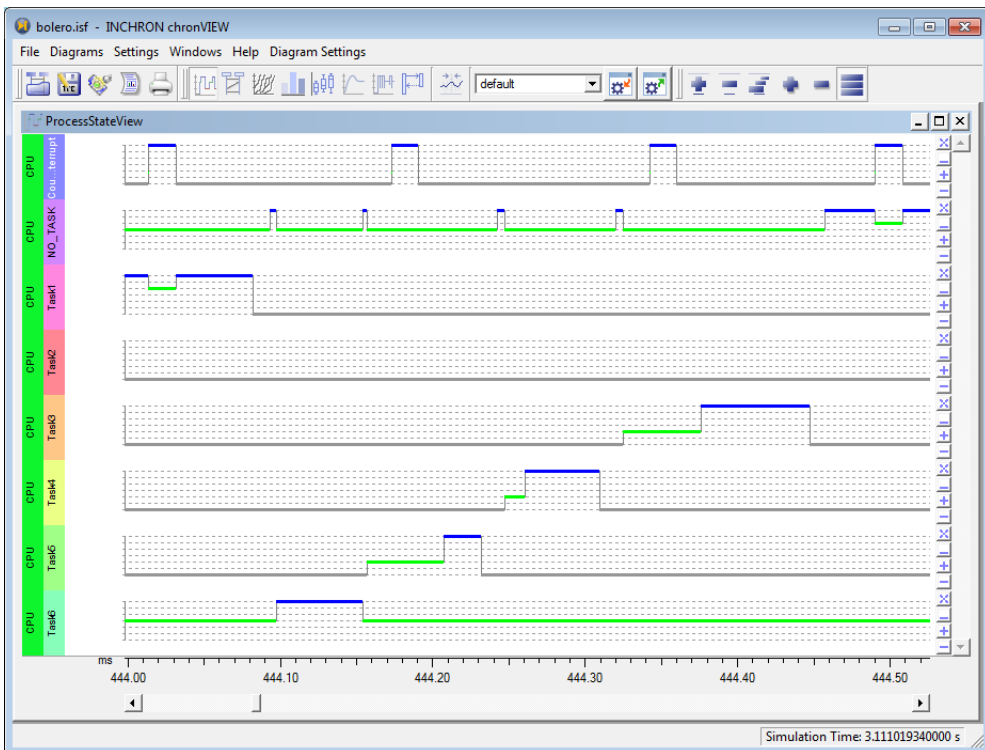 bolero.isf - INCHRON chronVIEW
File Diagrams Settings Windows Help Diagram Settings
default
ProcessStateView
CPU Cou...terrupt
CPU NO_TASK
CPU Task1
CPU Task2
CPU Task3
CPU Task4
CPU Task5
CPU Task6
ms
444.00 444.10 444.20 444.30 444.40 444.50
Simulation Time: 3.111019340000 s